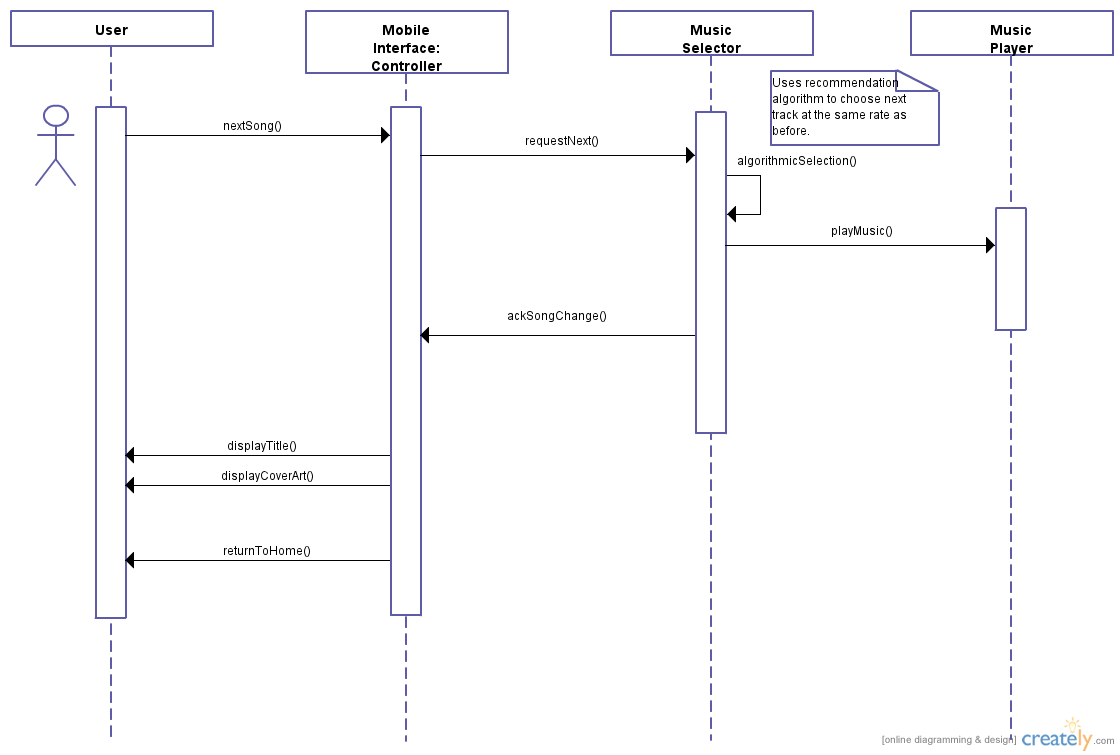 User
Mobile
Interface:
Controller
Music
Selector
Music
Player
Uses recommendation
algorithm to choose next
track at the same rate as
before.
nextSong()
requestNext()
algorithmicSelection()
playMusic()
ackSongChange()
displayTitle()
displayCoverArt()
returnToHome()
[online diagramming & design] creately.com